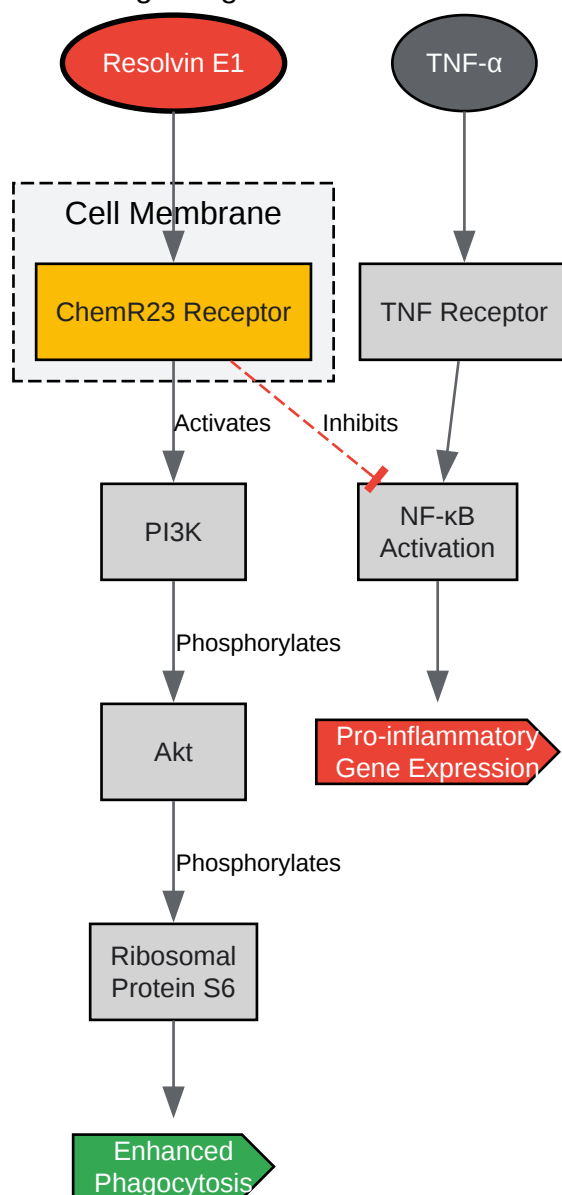 Resolvin E1
TNF-α
Cell Membrane
ChemR23 Receptor
TNF Receptor
Activates
Inhibits
PI3K
NF-κB
Activation
Phosphorylates
Akt
Pro-inflammatory
Gene Expression
Phosphorylates
Ribosomal
Protein S6
Enhanced
Phagocytosis